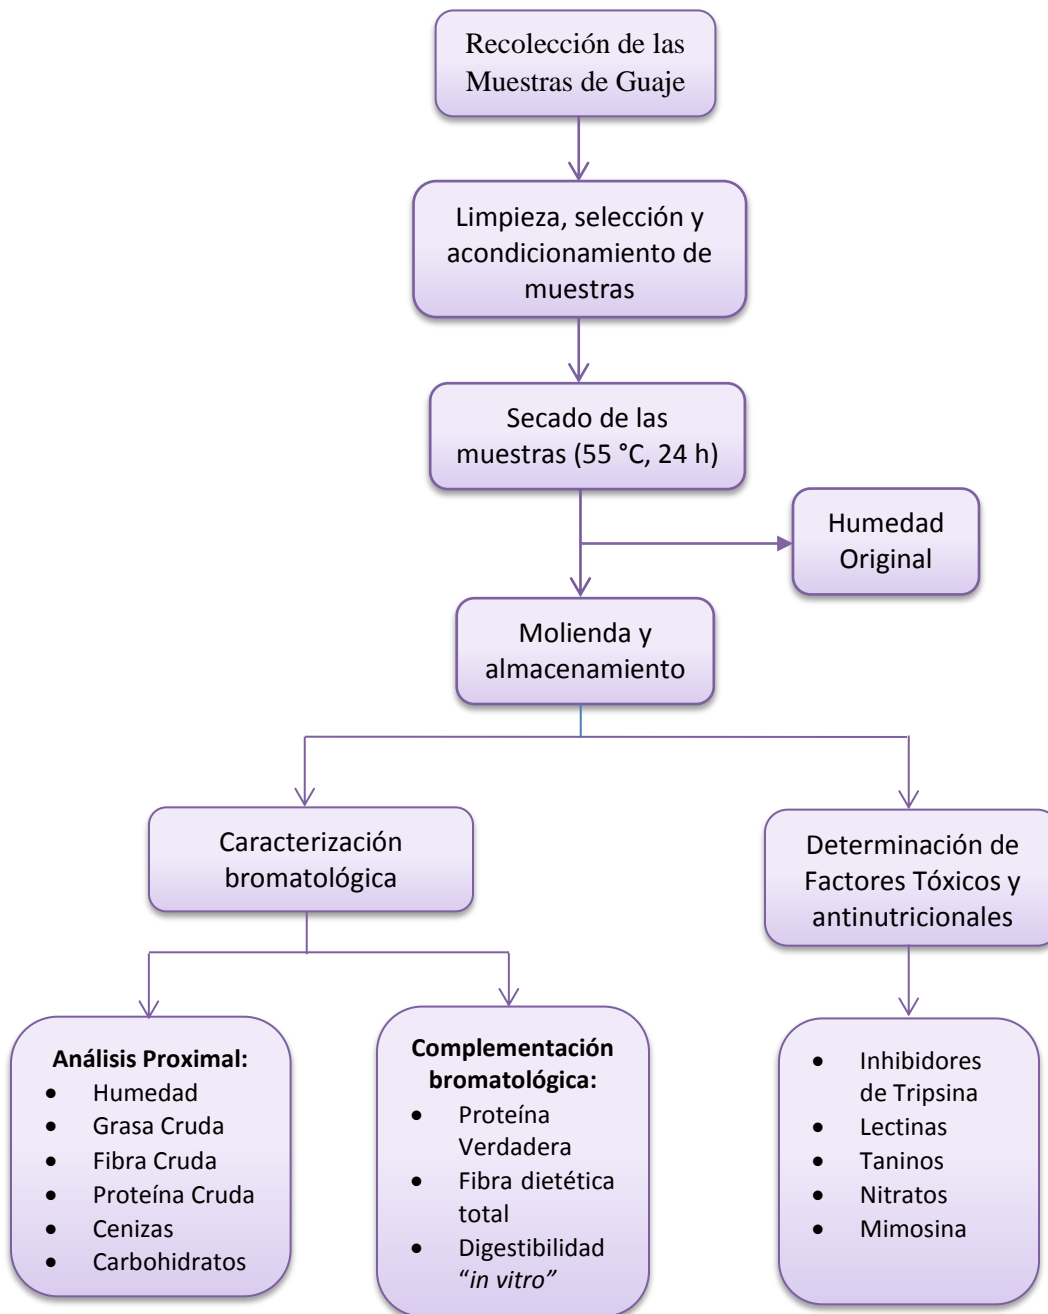 Recolección de las
Muestras de Guaje
Limpieza, selección y
acondicionamiento de
muestras
Secado de las
muestras (55 °C, 24 h)
Humedad
Original
Molienda y
almacenamiento
Caracterización
bromatológica
Determinación de
Factores Tóxicos y
antinutricionales
Análisis Proximal:
• Humedad
• Grasa Cruda
• Fibra Cruda
• Proteína Cruda
• Cenizas
• Carbohidratos
Complementación
bromatológica:
• Proteína
Verdadera
• Fibra dietética
total
• Digestibilidad
“in vitro”
• Inhibidores
de Tripsina
• Lectinas
• Taninos
• Nitratos
• Mimosina